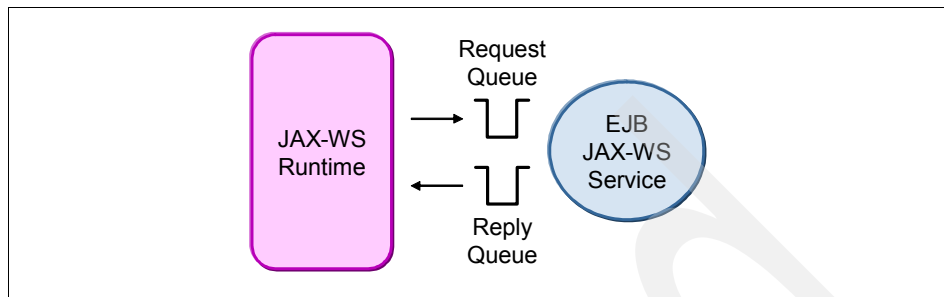 Request
Queue
JAX-WS
Runtime
EJB
JAX-WS
Service
Reply
Queue